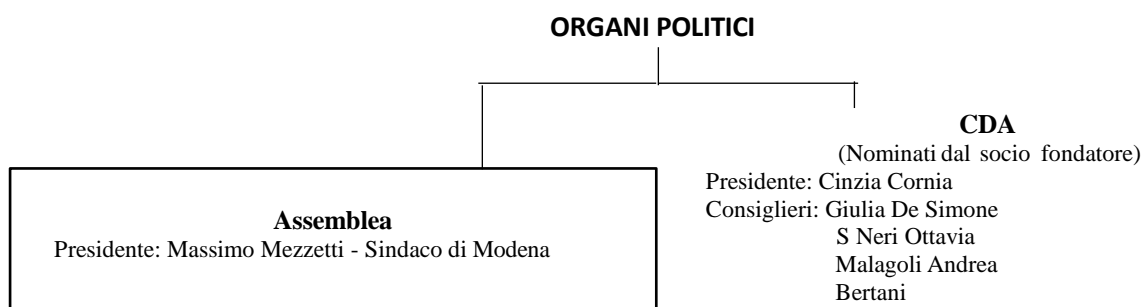 ORGANI POLITICI
CDA
(Nominati dal socio fondatore)
Presidente: Cinzia Cornia
Consiglieri: Giulia De Simone
S Neri Ottavia
Malagoli Andrea
Bertani
Assemblea
Presidente: Massimo Mezzetti - Sindaco di Modena